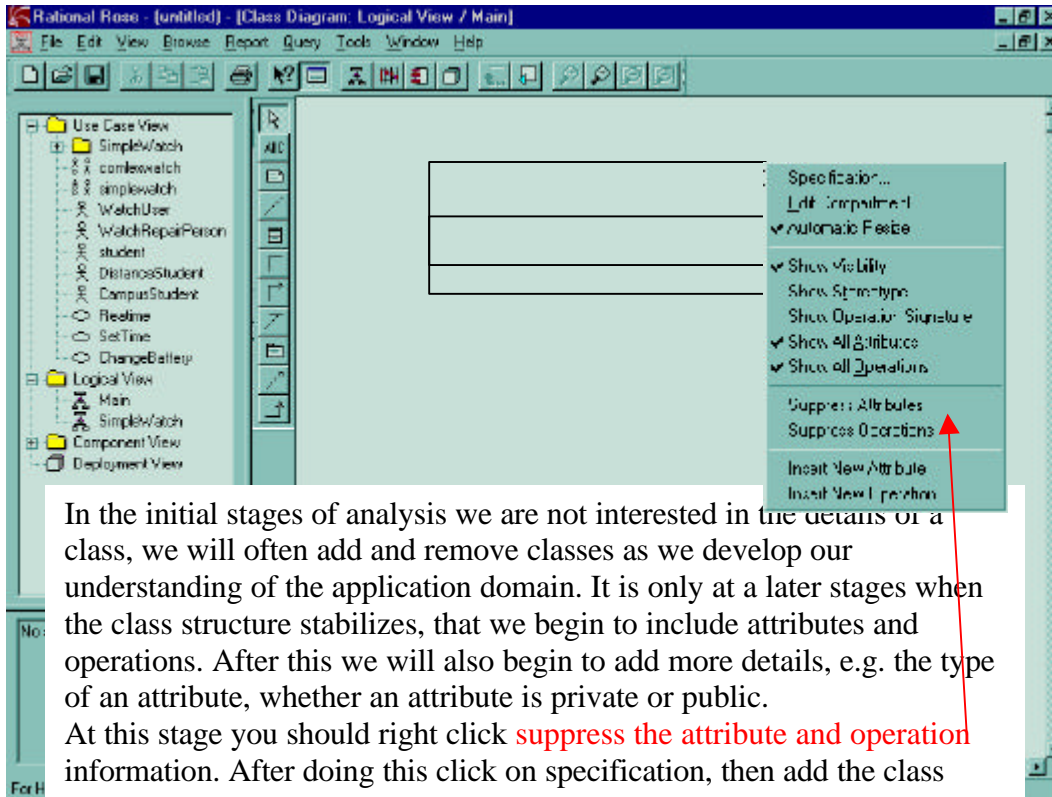 Rational Rose - (untitled) - [Class Diagram: Logical View / Main]
File Edit View Browse Report Query Tools Window Help
ABC
Use Case View
SimpleWatch
comlexwatch
simplewatch
WatchUser
WatchRepairPerson
student
DistanceStudent
CampusStudent
Reatime
SetTime
ChangeBattery
Logical View
Main
SimpleWatch
Component View
Deployment View
Specification...
Edit Compartment
Automatic Resize
Show Visibility
Show Stereotype
Show Operation Signature
Show All Attributes
Show All Operations
Suppress Attributes
Suppress Operations
Insert New Attribute
Insert New Operation
In the initial stages of analysis we are not interested in the details of a
class, we will often add and remove classes as we develop our
understanding of the application domain. It is only at a later stages when
the class structure stabilizes, that we begin to include attributes and
operations. After this we will also begin to add more details, e.g. the type
of an attribute, whether an attribute is private or public.
At this stage you should right click suppress the attribute and operation
information. After doing this click on specification, then add the class
No
For H